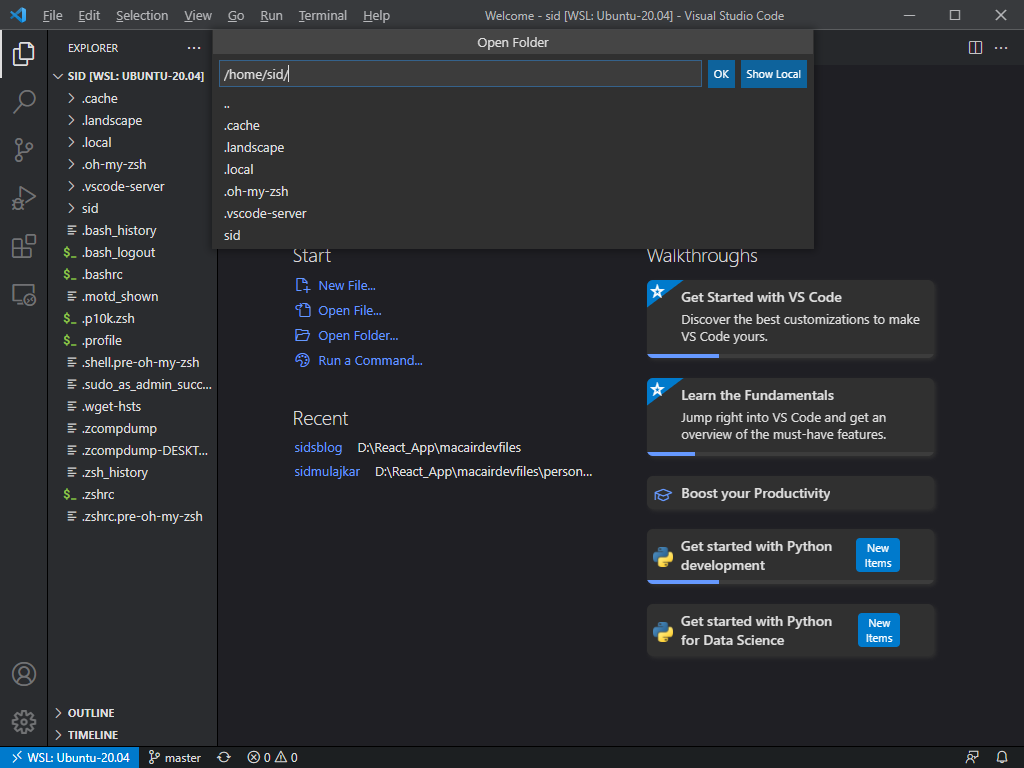 File Edit Selection View Go Run Terminal Help
Welcome - sid [WSL: Ubuntu-20.04] - Visual Studio Code
EXPLORER
SID [WSL: UBUNTU-20.04]
.cache
.landscape
.local
.oh-my-zsh
.vscode-server
sid
.bash_history
$_ .bash_logout
$_ .bashrc
.motd_shown
$_ .p10k.zsh
$_ .profile
.shell.pre-oh-my-zsh
.sudo_as_admin_succ...
.wget-hsts
.zcompdump
.zcompdump-DESKT...
.zsh_history
$_ .zshrc
.zshrc.pre-oh-my-zsh
OUTLINE
TIMELINE
Open Folder
/home/sid/
OK
Show Local
..
.cache
.landscape
.local
.oh-my-zsh
.vscode-server
sid
Start
New File...
Open File...
Open Folder...
Run a Command...
Recent
sidsblog D:\React_App\macairdevfiles
sidmulajkar D:\React_App\macairdevfiles\person...
Walkthroughs
Get Started with VS Code
Discover the best customizations to make
VS Code yours.
Learn the Fundamentals
Jump right into VS Code and get an
overview of the must-have features.
Boost your Productivity
Get started with Python
development
New
Items
Get started with Python
for Data Science
New
Items
WSL: Ubuntu-20.04 master 0 0